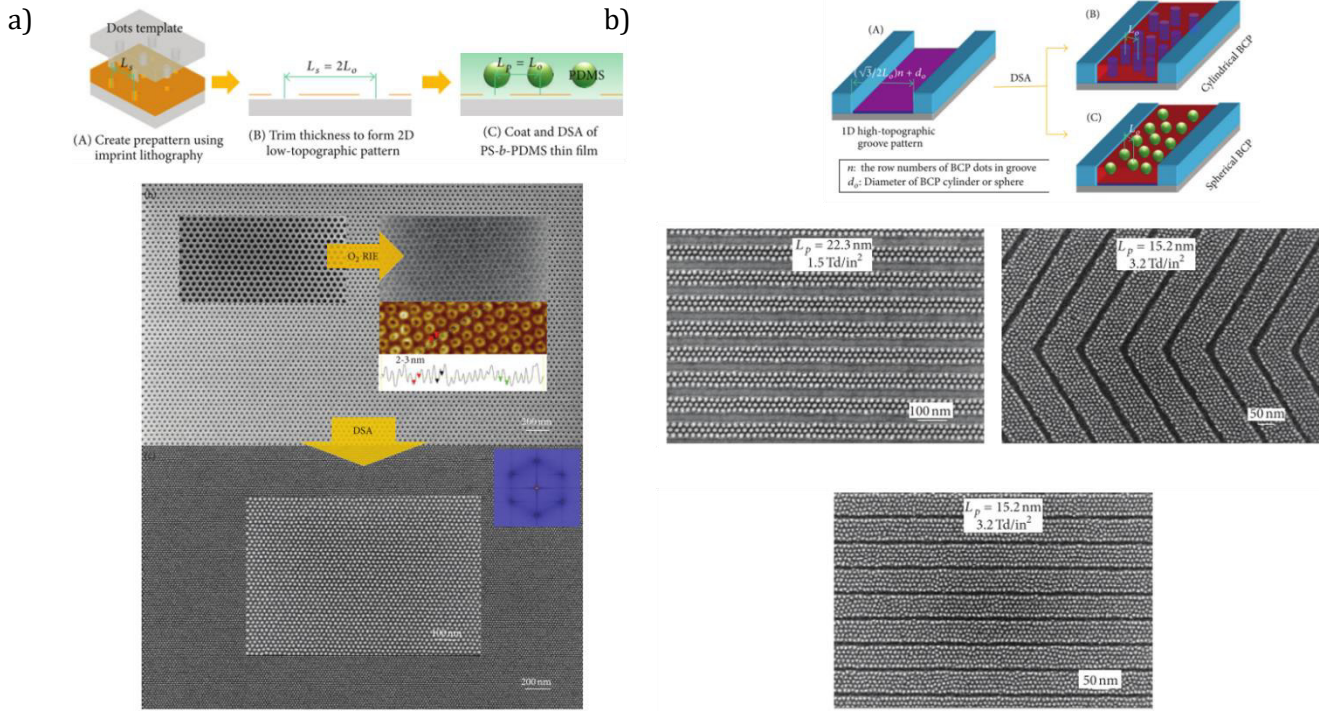 a)
Dots template
L_s
(A) Create prepattern using
imprint lithography
L_s = 2L_o
(B) Trim thickness to form 2D
low-topographic pattern
L_p = L_o
PDMS
(C) Coat and DSA of
PS-b-PDMS thin film
O₂ RIE
2-3 nm
200 nm
DSA
100 nm
200 nm
b)
(A)
(√3/2L_o)n + d_o
1D high-topographic
groove pattern
DSA
(B)
L_o
Cylindrical BCP
(C)
L_o
Spherical BCP
n: the row numbers of BCP dots in groove
d_o: Diameter of BCP cylinder or sphere
L_p = 22.3 nm
1.5 Td/in²
100 nm
L_p = 15.2 nm
3.2 Td/in²
50 nm
L_p = 15.2 nm
3.2 Td/in²
50 nm